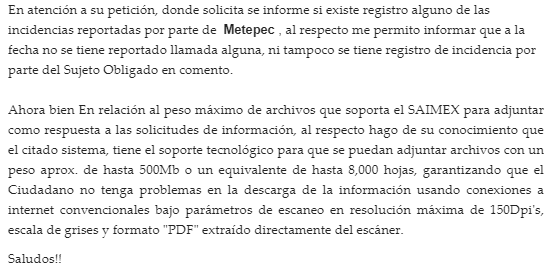 En atención a su petición, donde solicita se informe si existe registro alguno de las
incidencias reportadas por parte de Metepec , al respecto me permito informar que a la
fecha no se tiene reportado llamada alguna, ni tampoco se tiene registro de incidencia por
parte del Sujeto Obligado en comento.
Ahora bien En relación al peso máximo de archivos que soporta el SAIMEX para adjuntar
como respuesta a las solicitudes de información, al respecto hago de su conocimiento que
el citado sistema, tiene el soporte tecnológico para que se puedan adjuntar archivos con un
peso aprox. de hasta 500Mb o un equivalente de hasta 8,000 hojas, garantizando que el
Ciudadano no tenga problemas en la descarga de la información usando conexiones a
internet convencionales bajo parámetros de escaneo en resolución máxima de 150Dpi's,
escala de grises y formato "PDF" extraído directamente del escáner.
Saludos!!